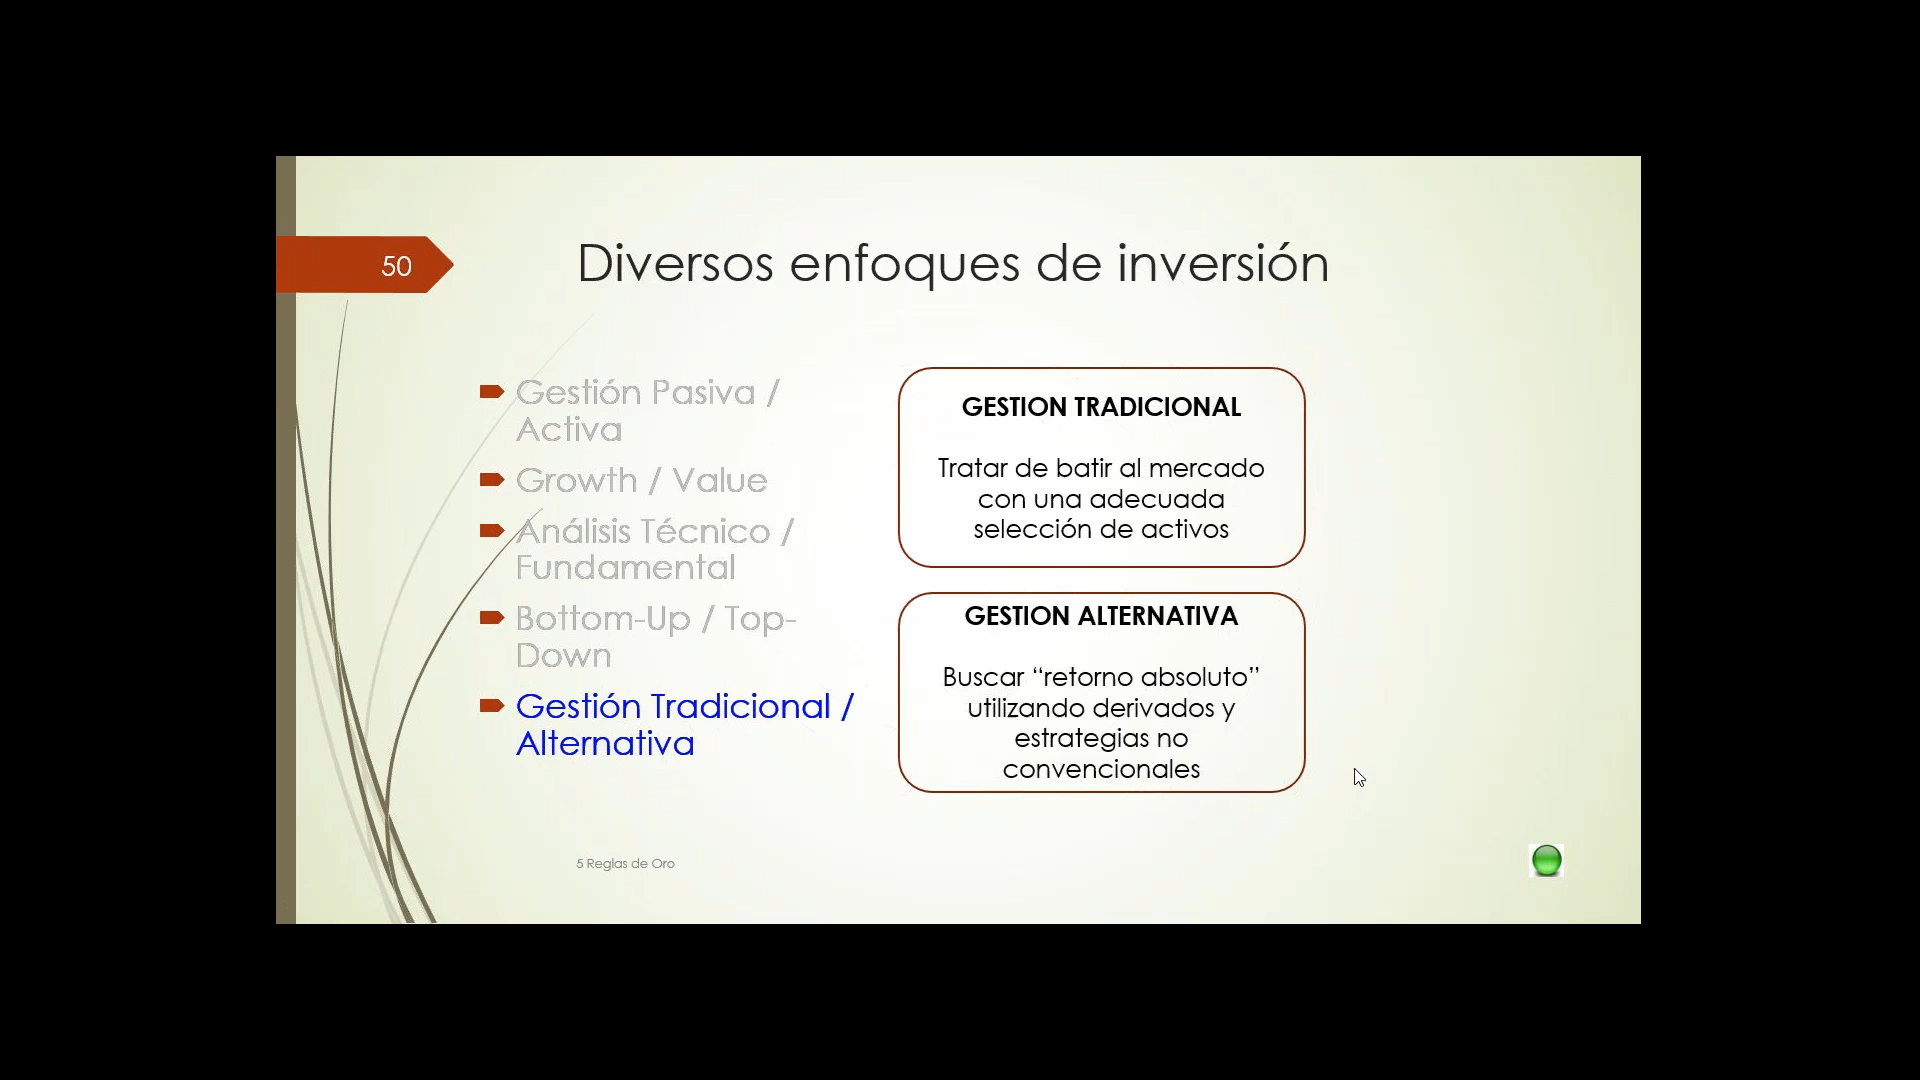 50
Diversos enfoques de inversión
Gestión Pasiva /
Activa
Growth / Value
Análisis Técnico /
Fundamental
Bottom-Up / Top-
Down
Gestión Tradicional /
Alternativa
GESTION TRADICIONAL
Tratar de batir al mercado
con una adecuada
selección de activos
GESTION ALTERNATIVA
Buscar “retorno absoluto”
utilizando derivados y
estrategias no
convencionales
5 Reglas de Oro